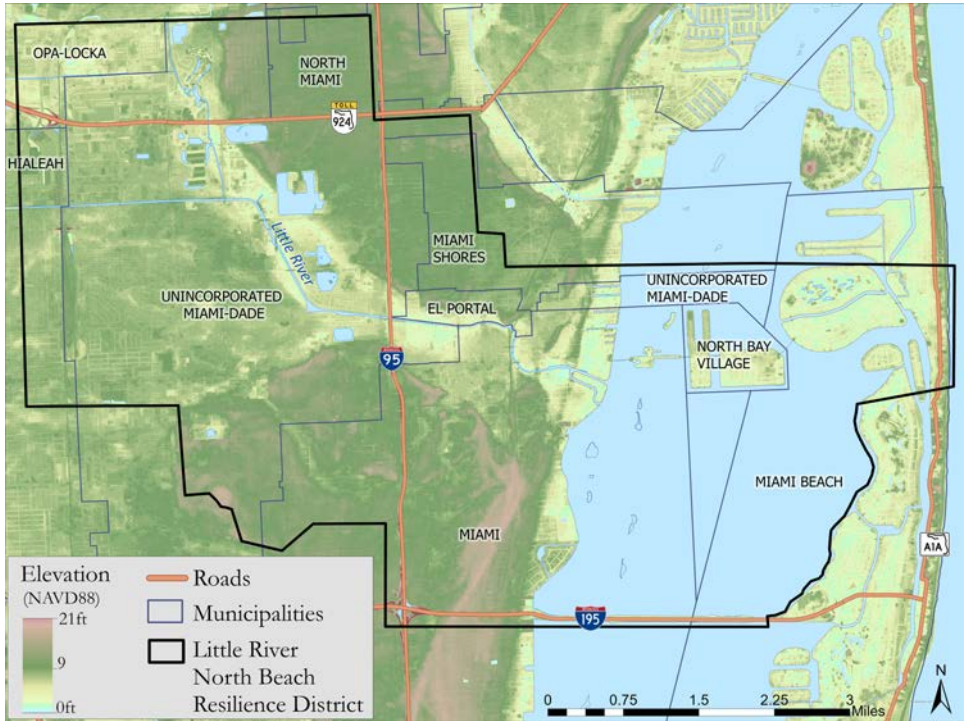 OPA-LOCKA
NORTH
MIAMI
TOLL
924
HIALEAH
Little River
MIAMI
SHORES
UNINCORPORATED
MIAMI-DADE
UNINCORPORATED
MIAMI-DADE
EL PORTAL
NORTH BAY
VILLAGE
95
MIAMI BEACH
MIAMI
A1A
195
Elevation
(NAVD88)
21ft
9
0ft
Roads
Municipalities
Little River
North Beach
Resilience District
0 0.75 1.5 2.25 3
Miles
N